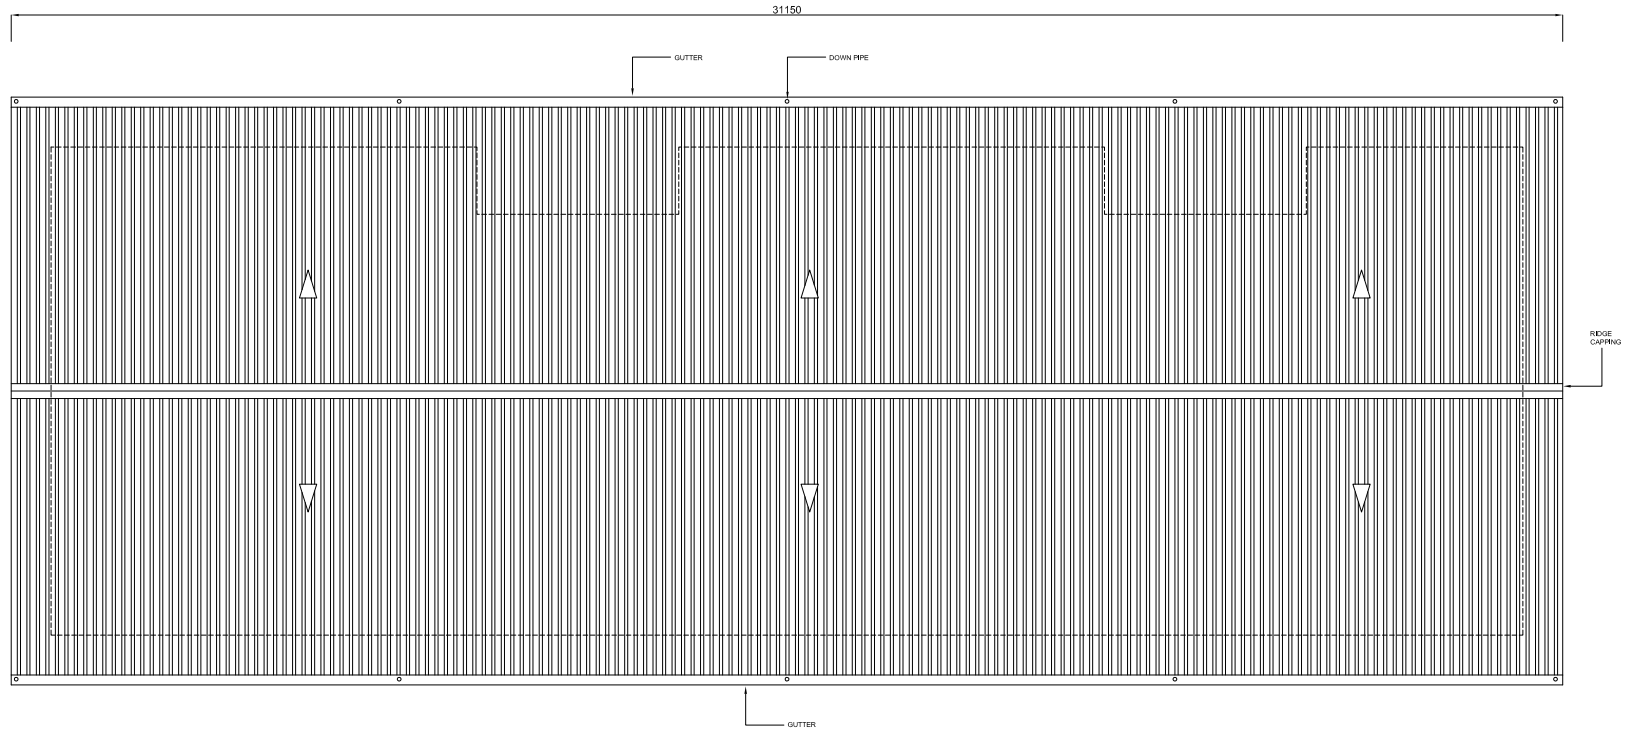 31150
GUTTER
DOWN PIPE
RIDGE
CAPPING
GUTTER